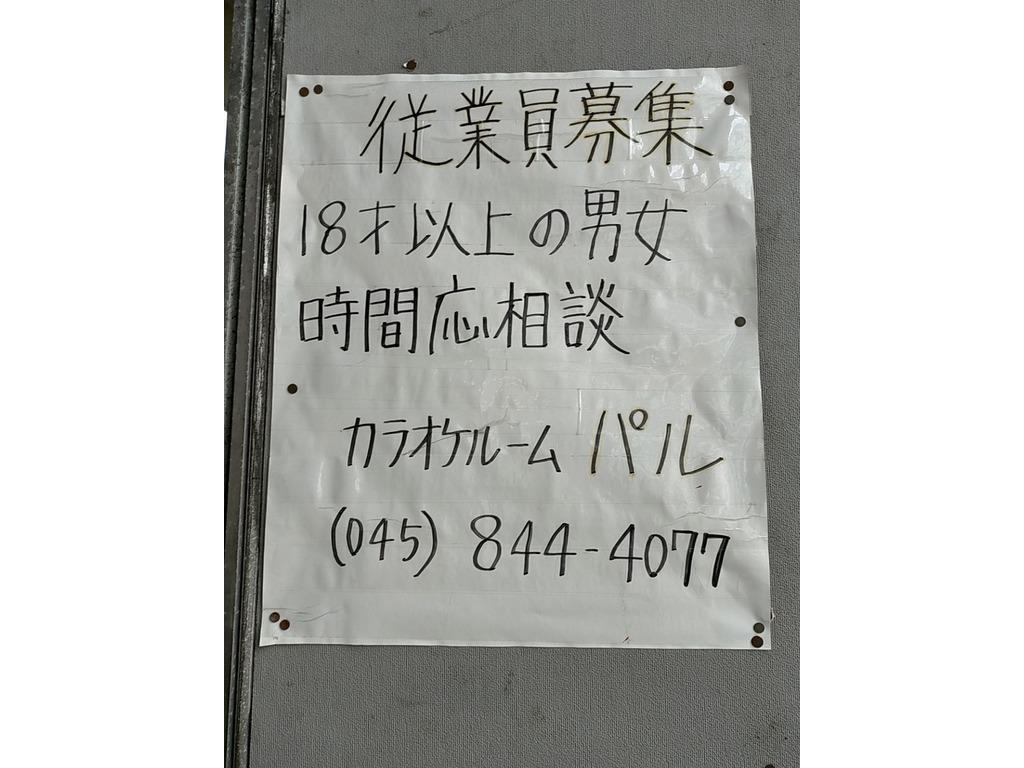 従業員募集
18才以上の男女
時間応相談
カラオケルーム パル
(045) 844-4077